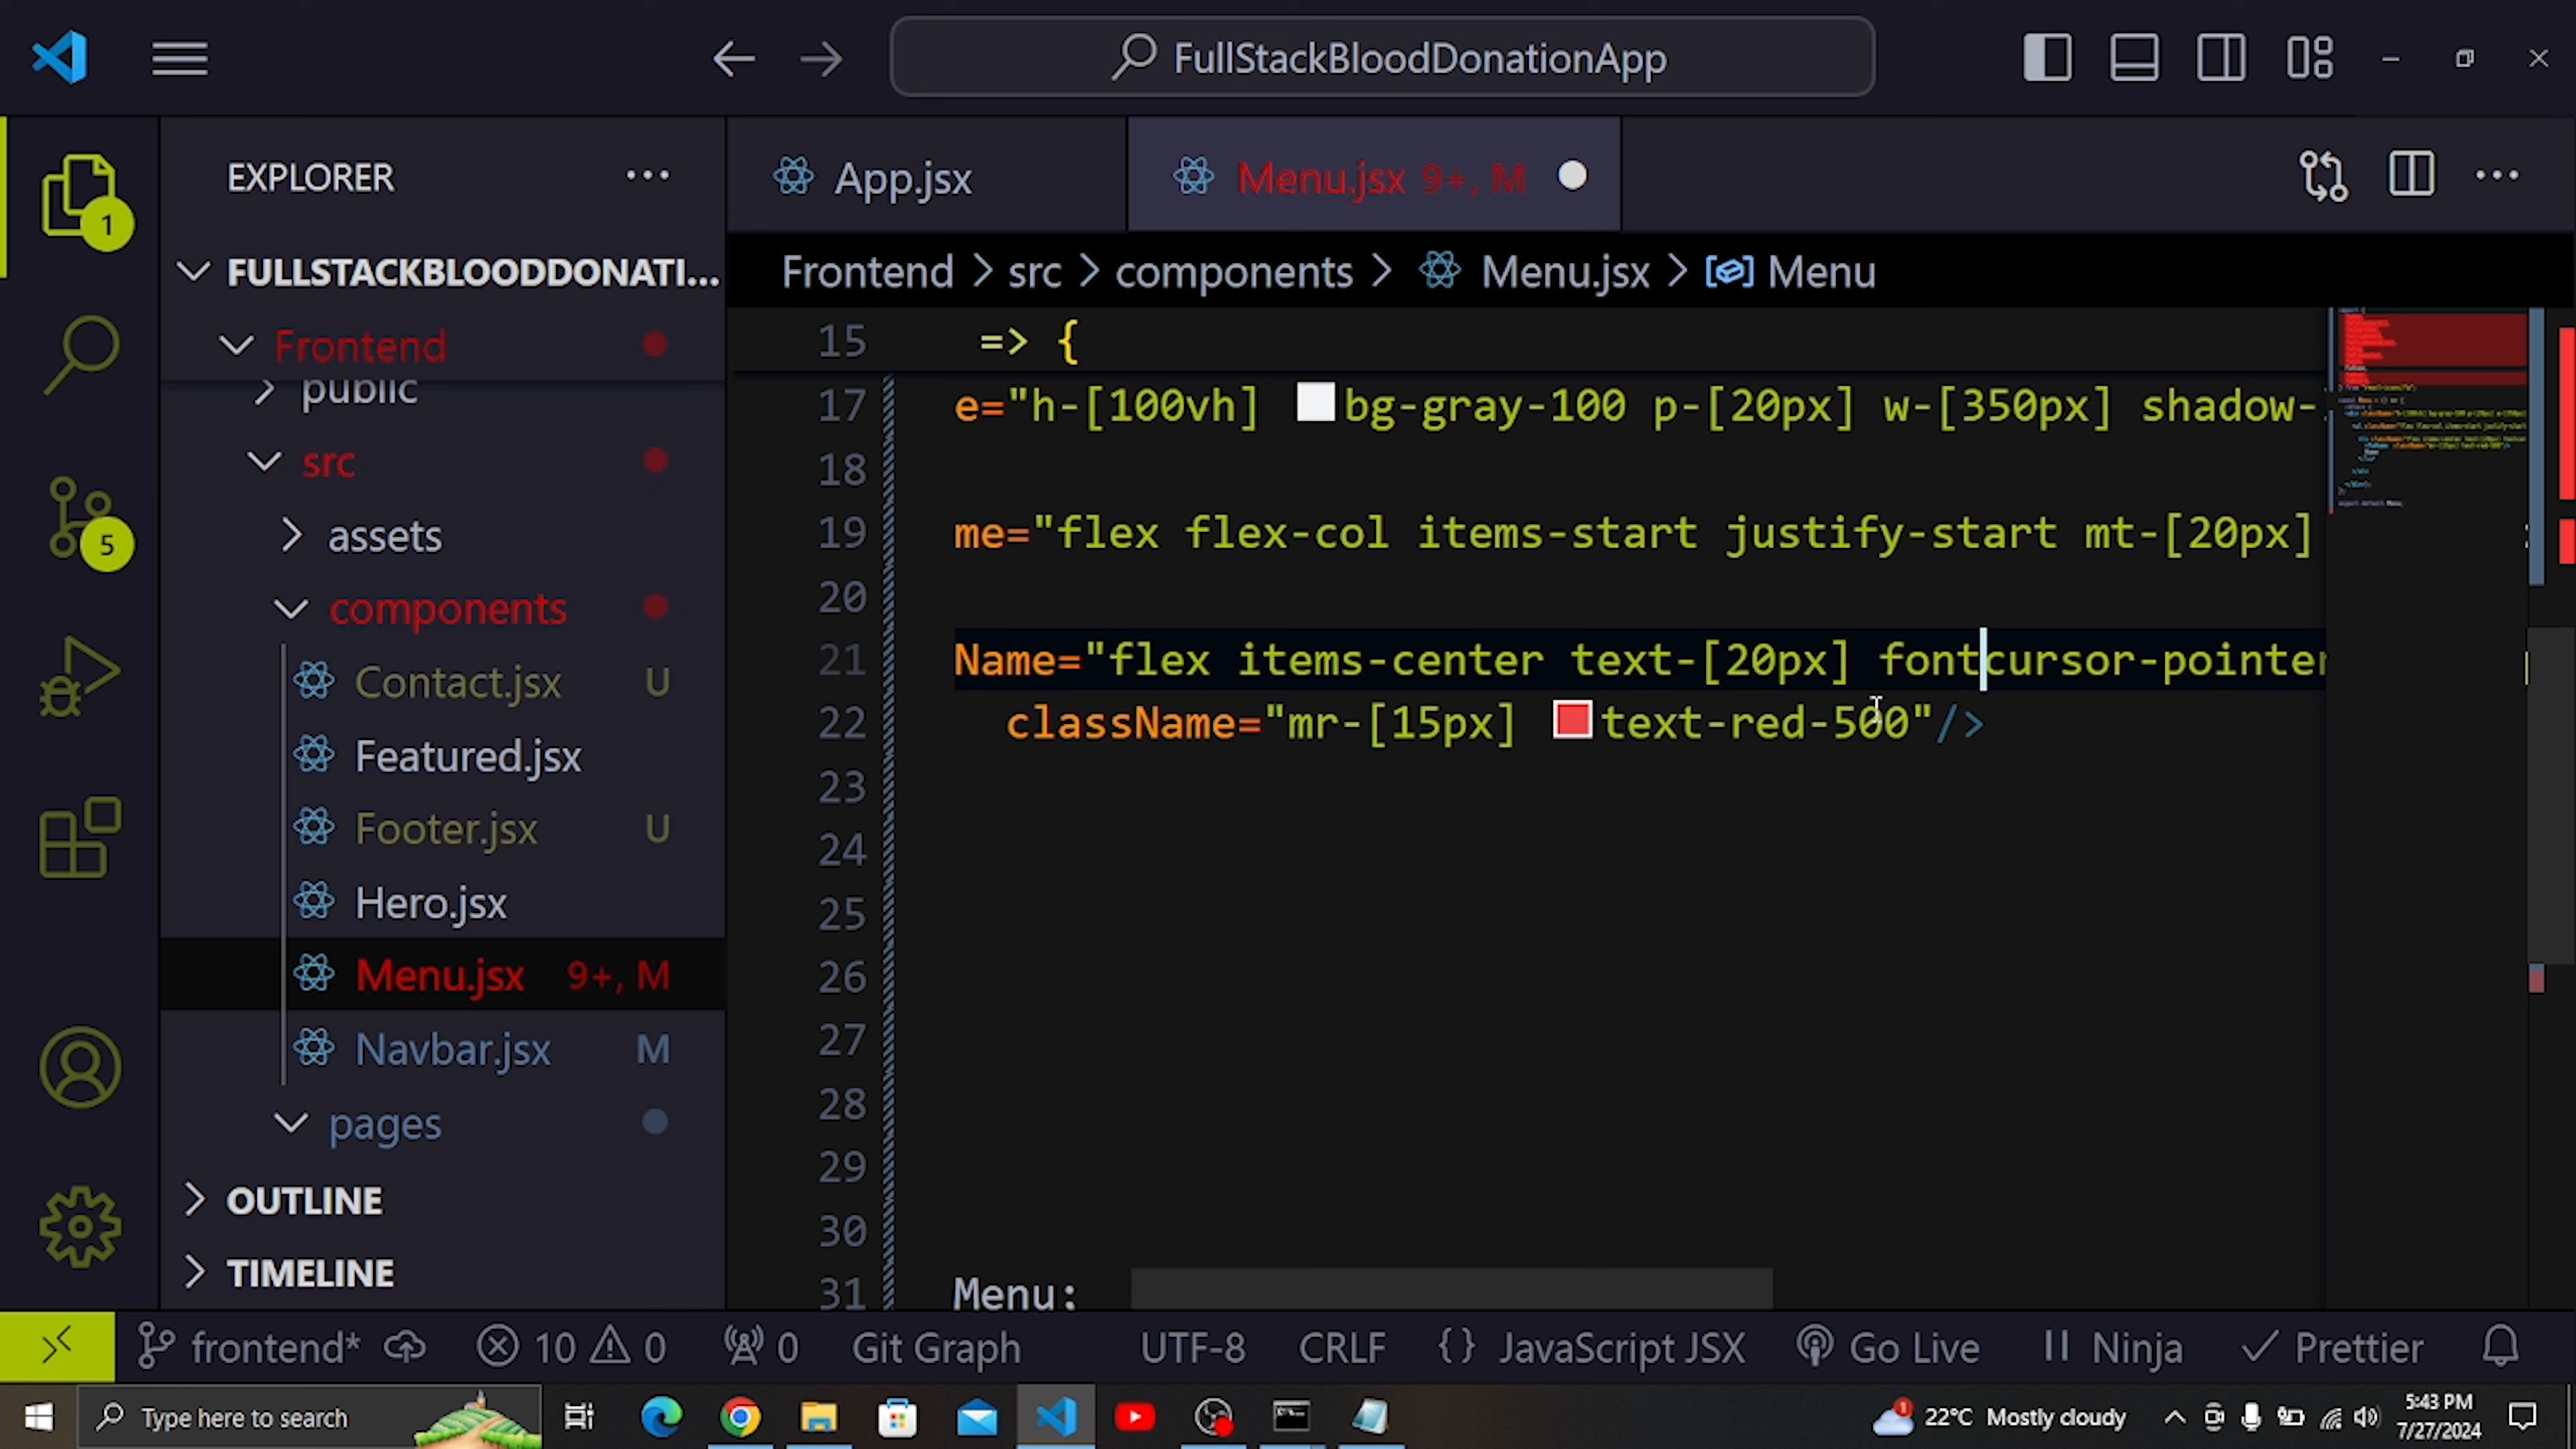 FullStackBloodDonationApp
EXPLORER
1
App.jsx
Menu.jsx 9+, M
FULLSTACKBLOODDONATI...
Frontend > src > components > Menu.jsx > Menu
Frontend
public
src
assets
5
components
Contact.jsx U
Featured.jsx
Footer.jsx U
Hero.jsx
Menu.jsx 9+, M
Navbar.jsx M
pages
OUTLINE
TIMELINE
15 => {
17 e="h-[100vh] bg-gray-100 p-[20px] w-[350px] shadow-
18
19 me="flex flex-col items-start justify-start mt-[20px]
20
21 Name="flex items-center text-[20px] fontcursor-pointer
22 className="mr-[15px] text-red-500"/>
23
24
25
26
27
28
29
30
31 Menu:
frontend* 10 0 0 Git Graph UTF-8 CRLF {} JavaScript JSX Go Live Ninja Prettier
Type here to search
1 22°C Mostly cloudy
5:43 PM
7/27/2024